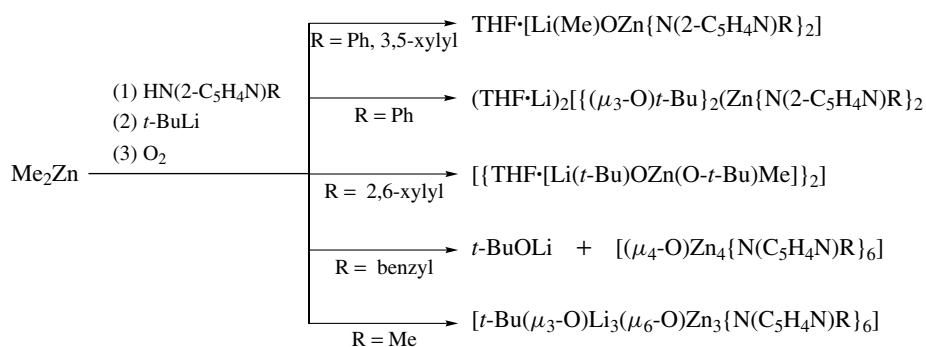 R = Ph, 3,5-xylyl
THF•[Li(Me)OZn{N(2-C₅H₄N)R}₂]
(1) HN(2-C₅H₄N)R
(2) t-BuLi
(3) O₂
Me₂Zn
R = Ph
(THF•Li)₂[{(μ₃-O)t-Bu}₂(Zn{N(2-C₅H₄N)R}₂
R = 2,6-xylyl
[{THF•[Li(t-Bu)OZn(O-t-Bu)Me]}₂]
R = benzyl
t-BuOLi + [(μ₄-O)Zn₄{N(C₅H₄N)R}₆]
R = Me
[t-Bu(μ₃-O)Li₃(μ₆-O)Zn₃{N(C₅H₄N)R}₆]